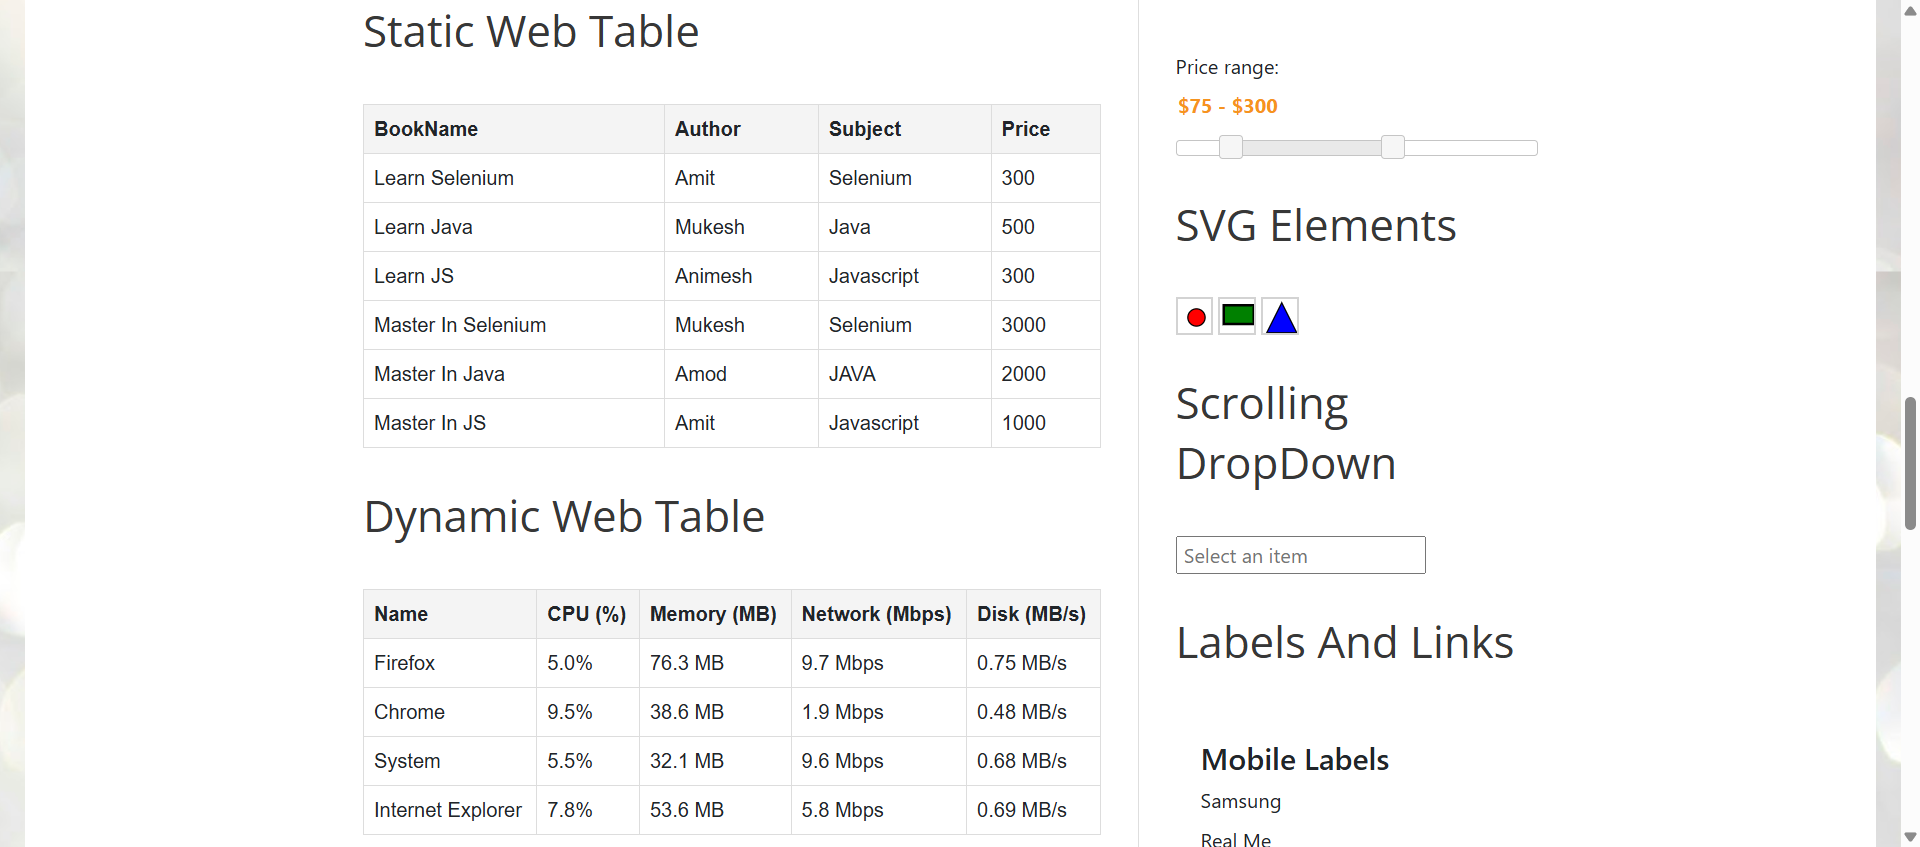 Static Web Table
BookName Author Subject Price
Learn Selenium Amit Selenium 300
Learn Java Mukesh Java 500
Learn JS Animesh Javascript 300
Master In Selenium Mukesh Selenium 3000
Master In Java Amod JAVA 2000
Master In JS Amit Javascript 1000
Dynamic Web Table
Name CPU (%) Memory (MB) Network (Mbps) Disk (MB/s)
Firefox 5.0% 76.3 MB 9.7 Mbps 0.75 MB/s
Chrome 9.5% 38.6 MB 1.9 Mbps 0.48 MB/s
System 5.5% 32.1 MB 9.6 Mbps 0.68 MB/s
Internet Explorer 7.8% 53.6 MB 5.8 Mbps 0.69 MB/s
Price range:
$75 - $300
SVG Elements
Scrolling
DropDown
Select an item
Labels And Links
Mobile Labels
Samsung
Real Me